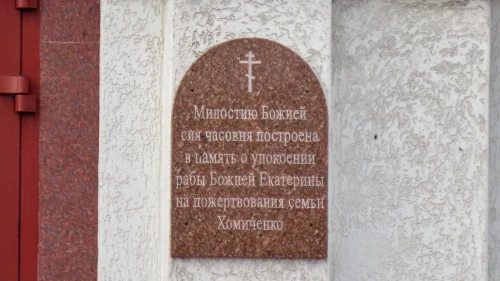 Милостию Божией
сия часовня построена
в память о упокоении
рабы Божией Екатерины
на пожертвования семьи
Хомиченко